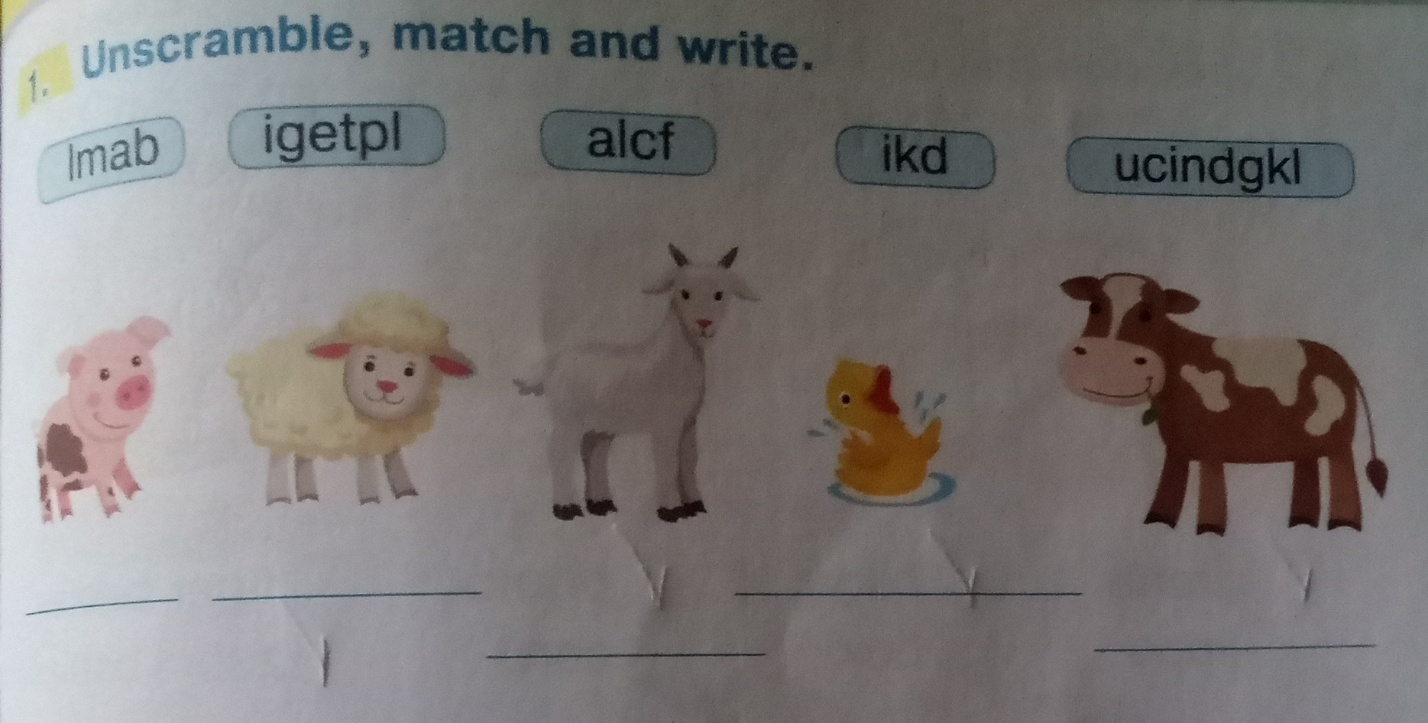 1. Unscramble, match and write.
lmab igetpl alcf ikd ucindgkl